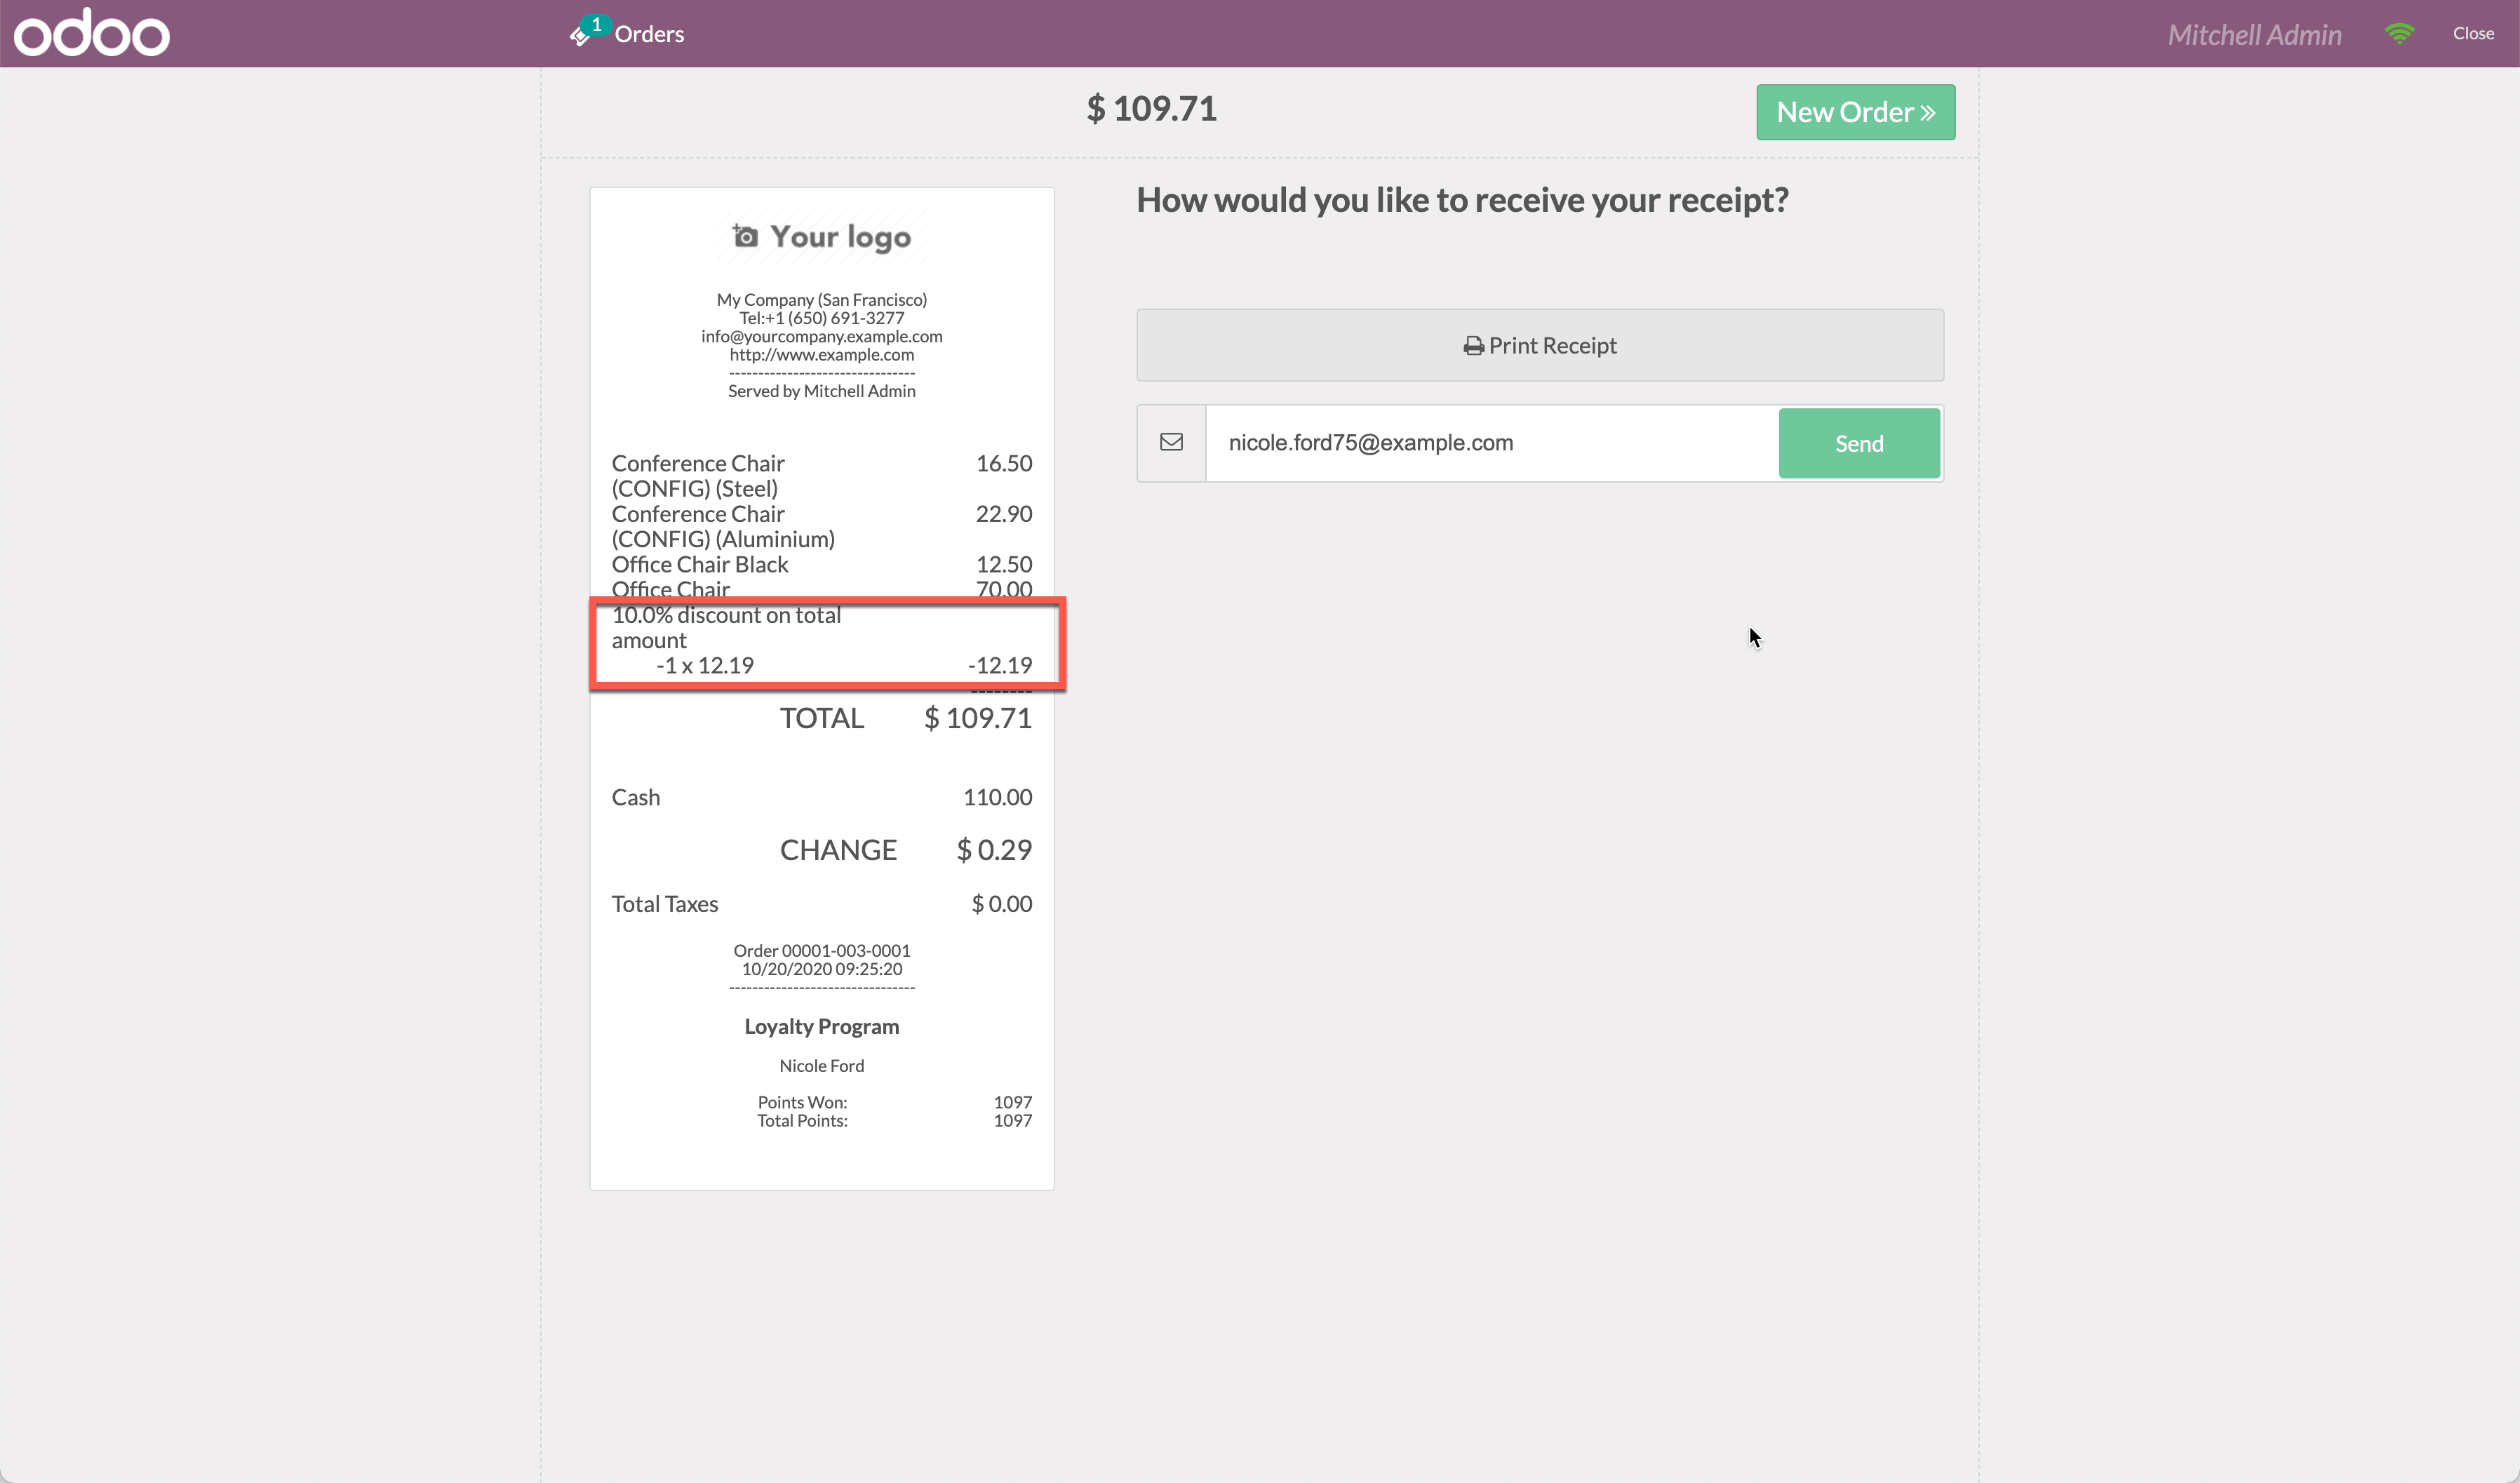 odoo
1 Orders
Mitchell Admin
Close
$ 109.71
New Order »
Your logo
My Company (San Francisco)
Tel:+1 (650) 691-3277
info@yourcompany.example.com
http://www.example.com
--------------------------------
Served by Mitchell Admin
Conference Chair 16.50
(CONFIG) (Steel)
Conference Chair 22.90
(CONFIG) (Aluminium)
Office Chair Black 12.50
Office Chair 70.00
10.0% discount on total
amount
-1 x 12.19 -12.19
--------
TOTAL $ 109.71
Cash 110.00
CHANGE $ 0.29
Total Taxes $ 0.00
Order 00001-003-0001
10/20/2020 09:25:20
--------------------------------
Loyalty Program
Nicole Ford
Points Won: 1097
Total Points: 1097
How would you like to receive your receipt?
Print Receipt
nicole.ford75@example.com
Send